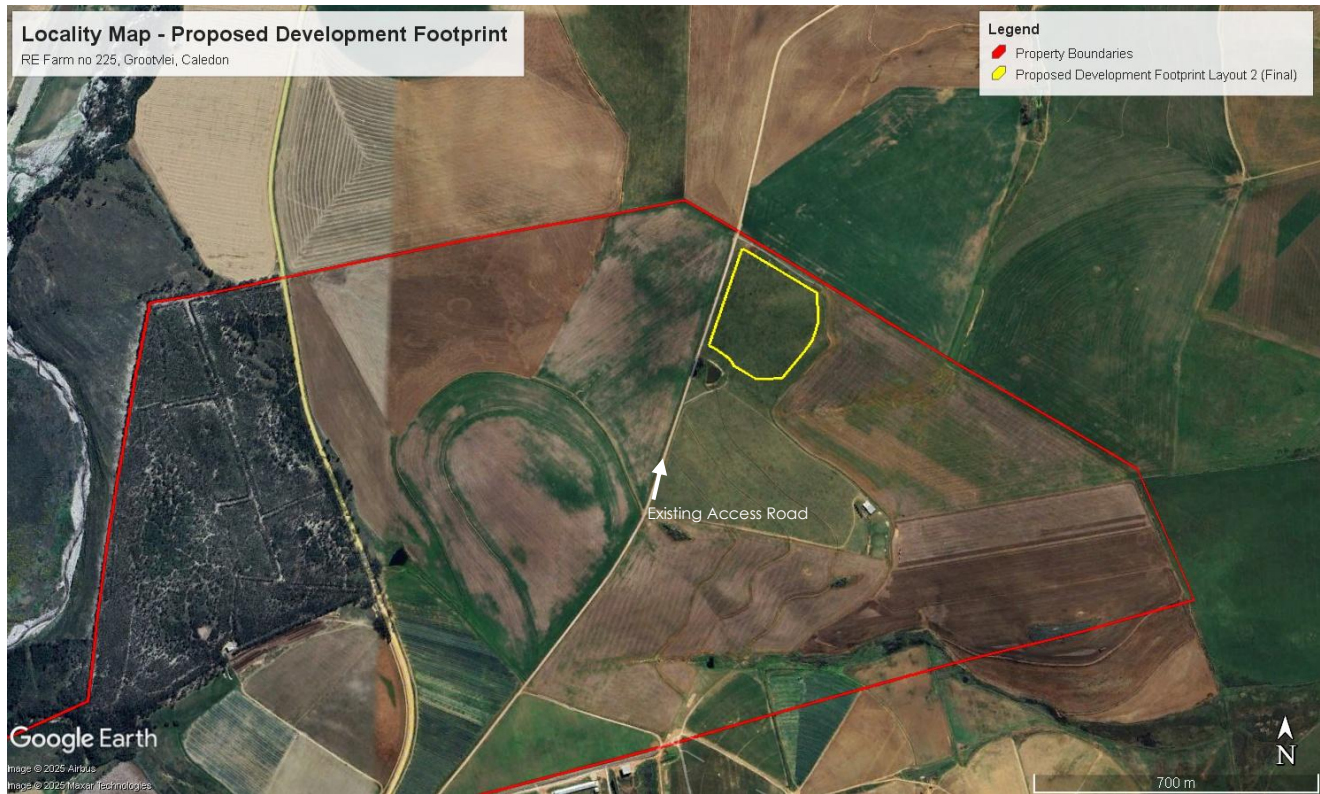 Locality Map - Proposed Development Footprint
RE Farm no 225, Grootvlei, Caledon
Legend
Property Boundaries
Proposed Development Footprint Layout 2 (Final)
Existing Access Road
Google Earth
Image © 2025 Airbus
Image © 2025 Maxar Technologies
N
700 m